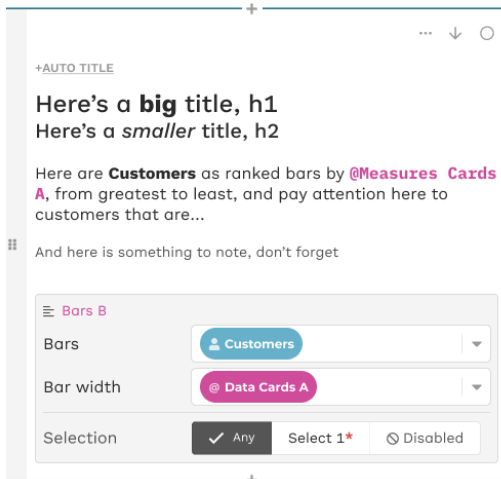 +AUTO TITLE
Here’s a big title, h1
Here’s a smaller title, h2
Here are Customers as ranked bars by @Measures Cards
A, from greatest to least, and pay attention here to
customers that are...
And here is something to note, don’t forget
Bars B
Bars
Customers
Bar width
@ Data Cards A
Selection
Any
Select 1*
Disabled